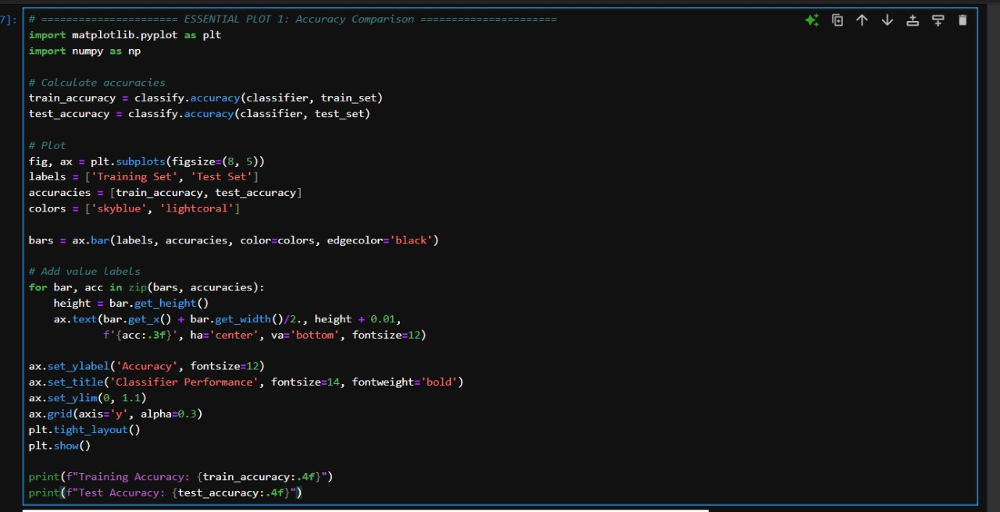 7]:
# ====================== ESSENTIAL PLOT 1: Accuracy Comparison ======================
import matplotlib.pyplot as plt
import numpy as np

# Calculate accuracies
train_accuracy = classify.accuracy(classifier, train_set)
test_accuracy = classify.accuracy(classifier, test_set)

# Plot
fig, ax = plt.subplots(figsize=(8, 5))
labels = ['Training Set', 'Test Set']
accuracies = [train_accuracy, test_accuracy]
colors = ['skyblue', 'lightcoral']

bars = ax.bar(labels, accuracies, color=colors, edgecolor='black')

# Add value labels
for bar, acc in zip(bars, accuracies):
    height = bar.get_height()
    ax.text(bar.get_x() + bar.get_width()/2., height + 0.01,
            f'{acc:.3f}', ha='center', va='bottom', fontsize=12)

ax.set_ylabel('Accuracy', fontsize=12)
ax.set_title('Classifier Performance', fontsize=14, fontweight='bold')
ax.set_ylim(0, 1.1)
ax.grid(axis='y', alpha=0.3)
plt.tight_layout()
plt.show()

print(f"Training Accuracy: {train_accuracy:.4f}")
print(f"Test Accuracy: {test_accuracy:.4f}")